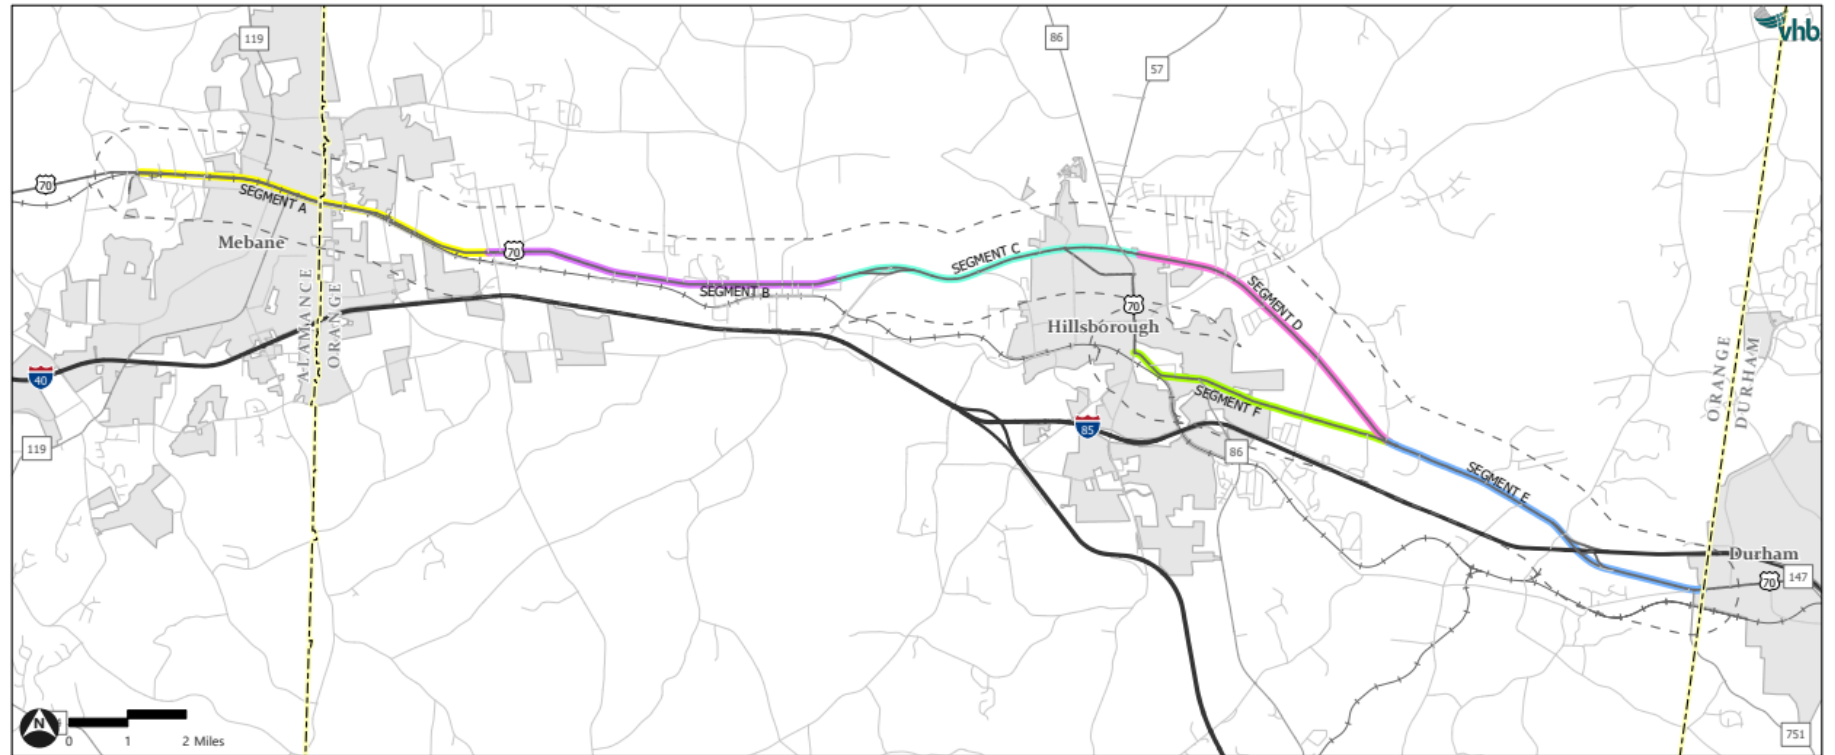 vhb
119
86
57
70
SEGMENT A
Mebane
70
SEGMENT B
SEGMENT C
SEGMENT D
70
Hillsborough
ALAMANCE
ORANGE
40
SEGMENT F
ORANGE
DURHAM
85
119
86
SEGMENT E
Durham
70
147
N
0 1 2 Miles
751